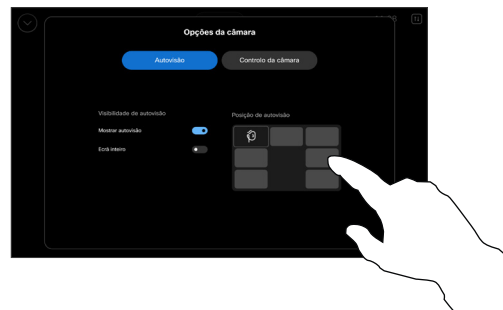 Opções da câmara
Autovisão
Controlo da câmara
Visibilidade de autovisão
Posição de autovisão
Mostrar autovisão
Ecrã inteiro